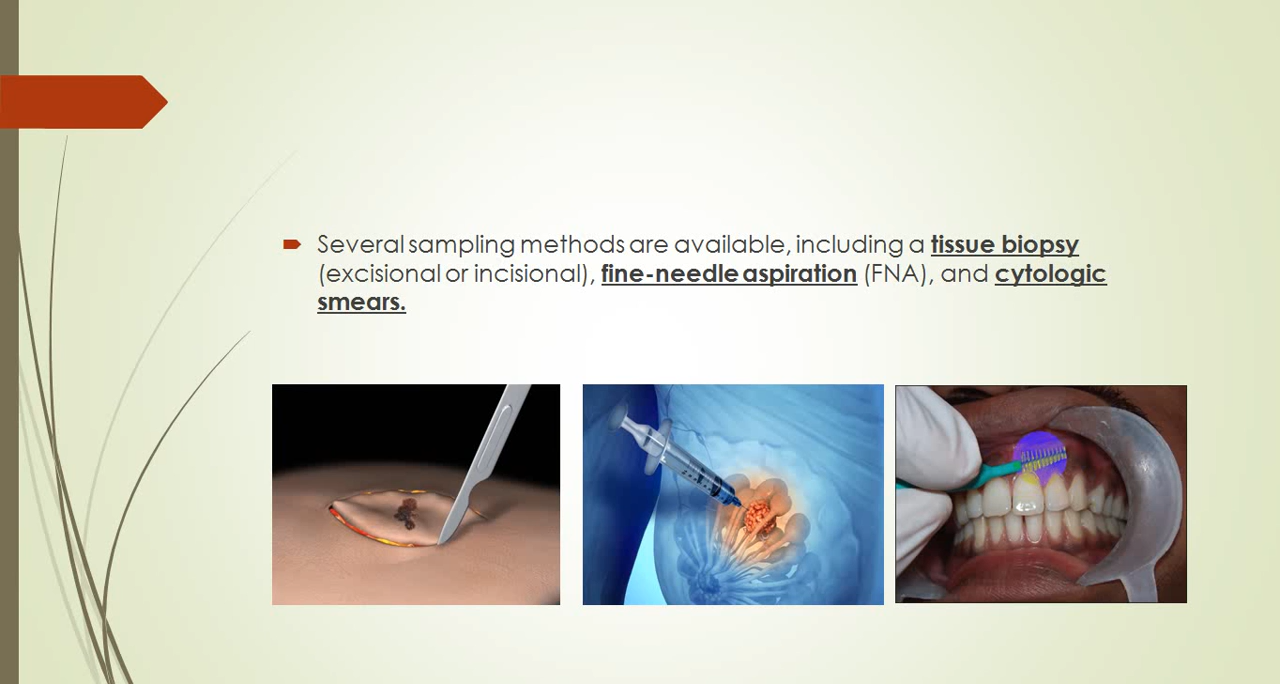 Several sampling methods are available, including a tissue biopsy
(excisional or incisional), fine-needle aspiration (FNA), and cytologic
smears.